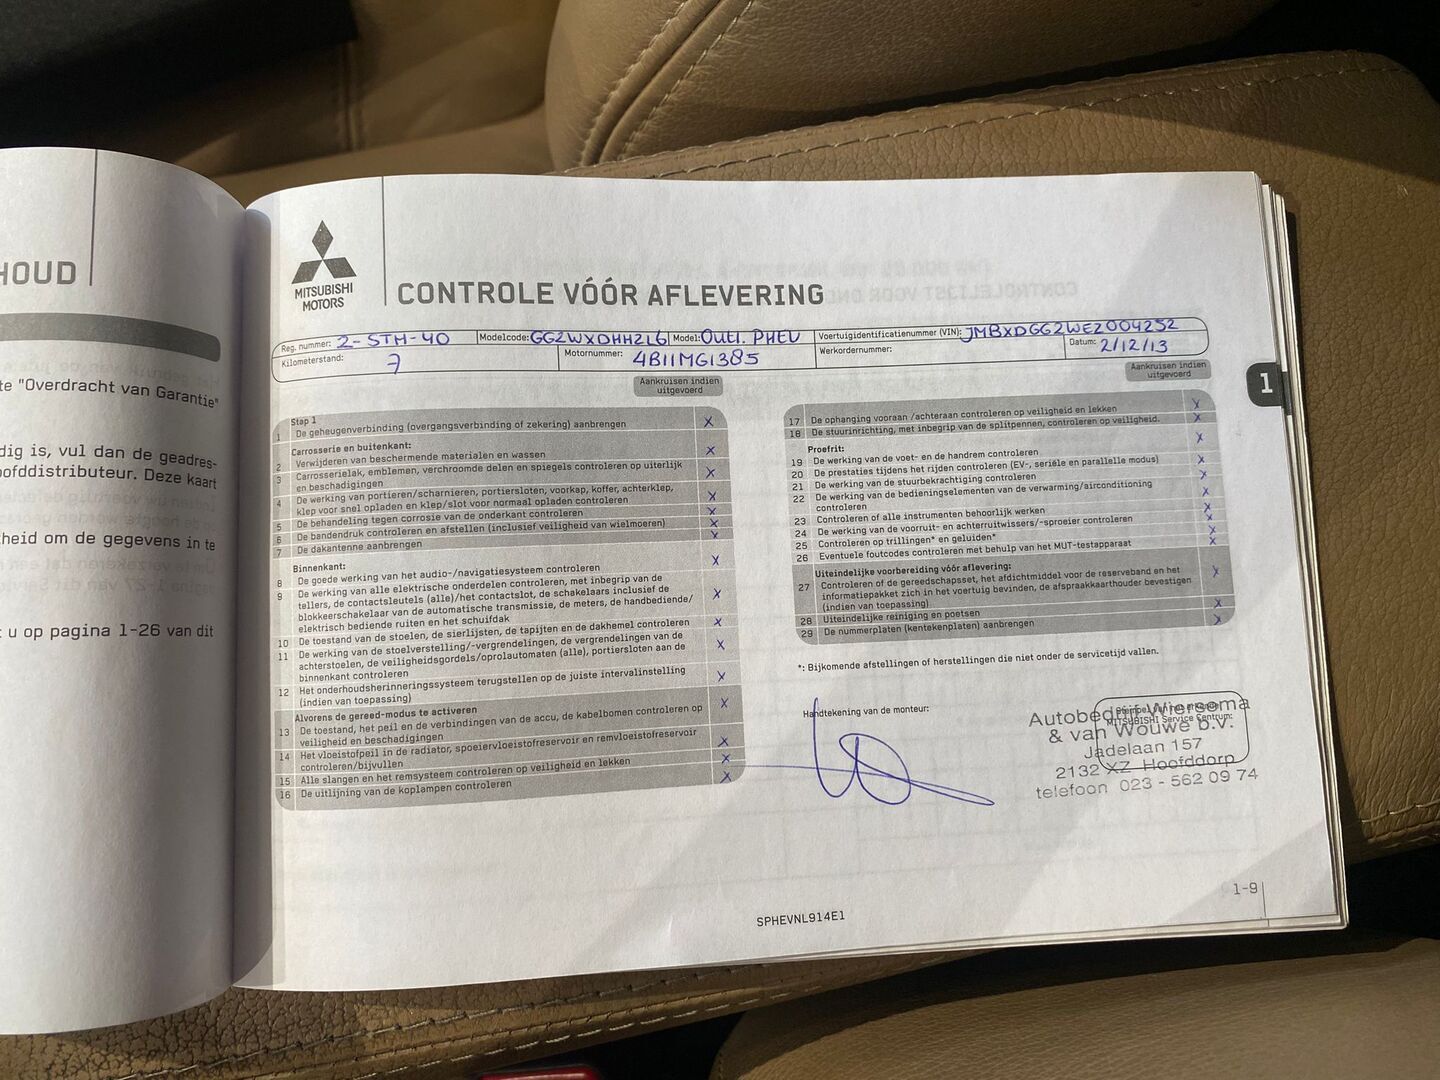 HOUD
te "Overdracht van Garantie"
dig is, vul dan de geadres-
ofddistributeur. Deze kaart
kheid om de gegevens in te
t u op pagina 1-26 van dit
MITSUBISHI
MOTORS
CONTROLE VÓÓR AFLEVERING
Reg. nummer: 2-STH-40 Modelcode: GG2WXDHHZL6 Model: Outl. PHEV Voertuigidentificatienummer (VIN): JMBXDGG2WEZ004252
Kilometerstand: 7 Motornummer: 4B11MG1385 Werkordernummer: Datum: 2/12/13
Aankruisen indien
uitgevoerd
Stap 1
1 De geheugenverbinding (overgangsverbinding of zekering) aanbrengen X
Carrosserie en buitenkant:
2 Verwijderen van beschermende materialen en wassen X
3 Carrosserielak, emblemen, verchroomde delen en spiegels controleren op uiterlijk
en beschadigingen X
4 De werking van portieren/scharnieren, portiersloten, voorkap, koffer, achterklep,
klep voor snel opladen en klep/slot voor normaal opladen controleren X
5 De behandeling tegen corrosie van de onderkant controleren X
6 De bandendruk controleren en afstellen (inclusief veiligheid van wielmoeren) X
7 De dakantenne aanbrengen X
Binnenkant:
8 De goede werking van het audio-/navigatiesysteem controleren X
9 De werking van alle elektrische onderdelen controleren, met inbegrip van de
tellers, de contactsleutels (alle)/het contactslot, de schakelaars inclusief de
blokkeerschakelaar van de automatische transmissie, de meters, de handbediende/
elektrisch bediende ruiten en het schuifdak X
10 De toestand van de stoelen, de sierlijsten, de tapijten en de dakhemel controleren X
11 De werking van de stoelverstelling/-vergrendelingen, de vergrendelingen van de
achterstoelen, de veiligheidsgordels/oprolautomaten (alle), portiersloten aan de
binnenkant controleren X
12 Het onderhoudsherinneringssysteem terugstellen op de juiste intervalinstelling
(indien van toepassing) X
Alvorens de gereed-modus te activeren
13 De toestand, het peil en de verbindingen van de accu, de kabelbomen controleren op
veiligheid en beschadigingen X
14 Het vloeistofpeil in de radiator, spoeiervloeistofreservoir en remvloeistofreservoir
controleren/bijvullen X
15 Alle slangen en het remsysteem controleren op veiligheid en lekken X
16 De uitlijning van de koplampen controleren X
Aankruisen indien
uitgevoerd
17 De ophanging vooraan /achteraan controleren op veiligheid en lekken X
18 De stuurinrichting, met inbegrip van de splitpennen, controleren op veiligheid. X
Proefrit:
19 De werking van de voet- en de handrem controleren X
20 De prestaties tijdens het rijden controleren (EV-, seriële en parallelle modus) X
21 De werking van de stuurbekrachtiging controleren X
22 De werking van de bedieningselementen van de verwarming/airconditioning
controleren X
23 Controleren of alle instrumenten behoorlijk werken X
24 De werking van de voorruit- en achterruitwissers/-sproeier controleren X
25 Controleren op trillingen* en geluiden* X
26 Eventuele foutcodes controleren met behulp van het MUT-testapparaat X
Uiteindelijke voorbereiding vóór aflevering:
27 Controleren of de gereedschapsset, het afdichtmiddel voor de reserveband en het
informatiepakket zich in het voertuig bevinden, de afspraakkaarthouder bevestigen
(indien van toepassing) X
28 Uiteindelijke reiniging en poetsen X
29 De nummerplaten (kentekenplaten) aanbrengen X
*: Bijkomende afstellingen of herstellingen die niet onder de servicetijd vallen.
Handtekening van de monteur:
MITSUBISHI Service Centrum:
Autobedrijf Wiersema
& van Wouwe b.v.
Jadelaan 157
2132 XZ Hoofddorp
telefoon 023 - 562 09 74
1
1-9
SPHEVNL914E1